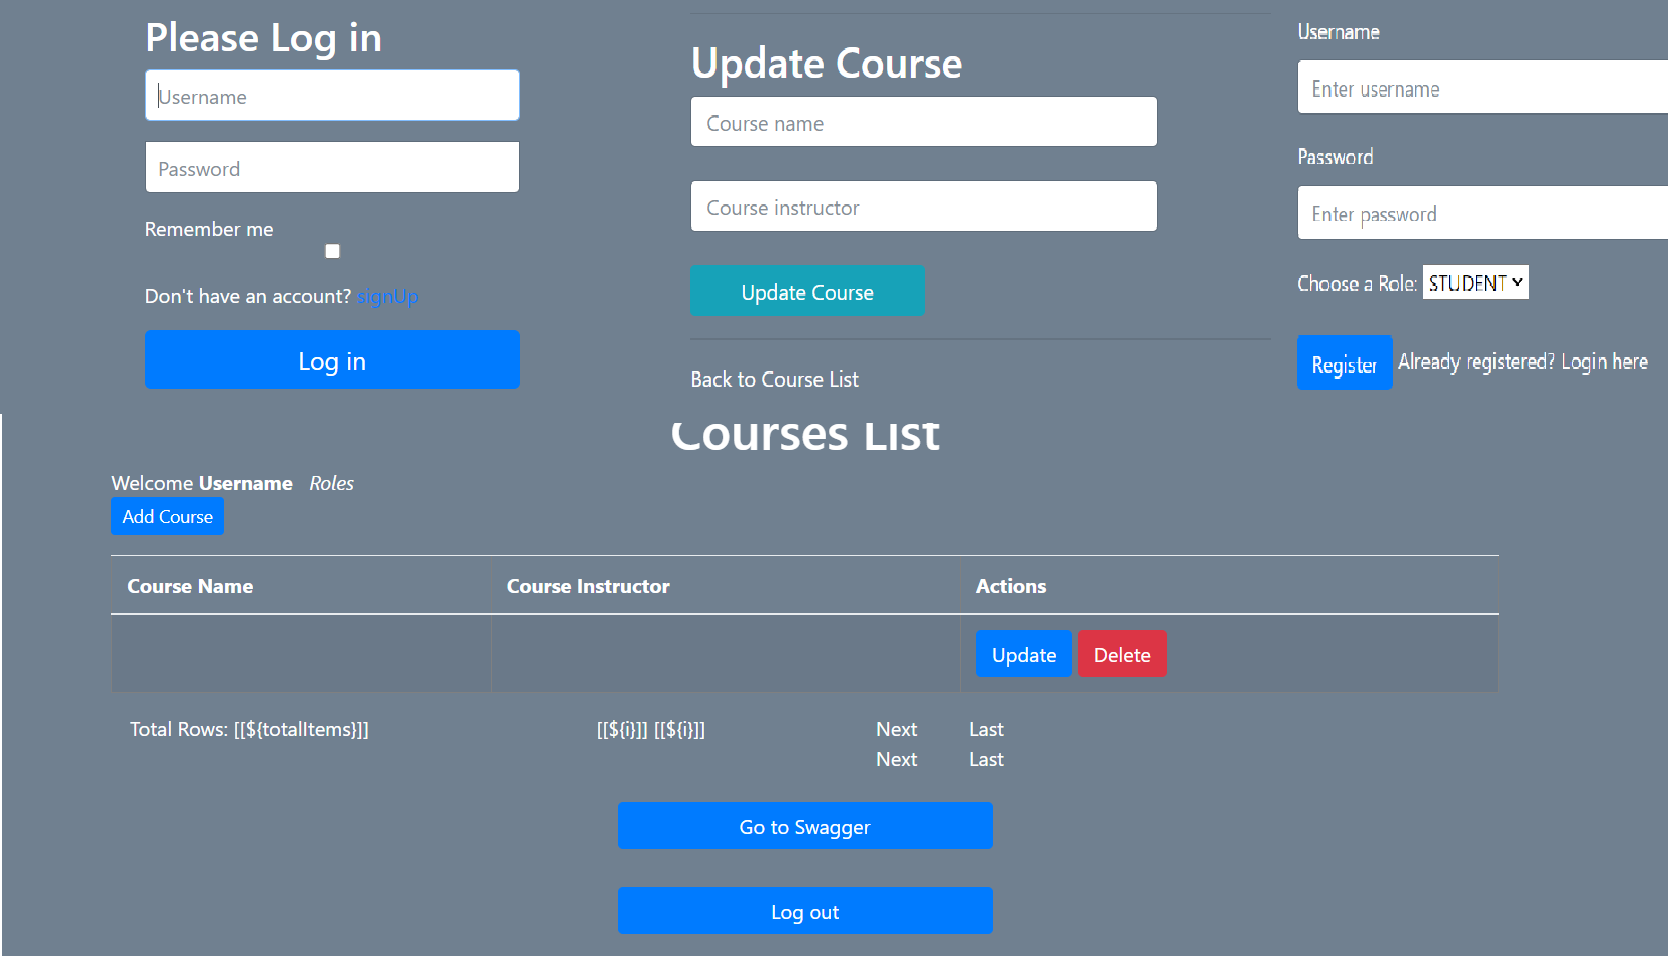 Please Log in
Username
Password
Remember me
Don't have an account? signUp
Log in
Update Course
Course name
Course instructor
Update Course
Back to Course List
Username
Enter username
Password
Enter password
Choose a Role: STUDENT
Register Already registered? Login here
Courses List
Welcome Username Roles
Add Course
Course Name Course Instructor Actions
Update Delete
Total Rows: [[${totalItems}]] [[${i}]] [[${i}]] Next Last
Next Last
Go to Swagger
Log out